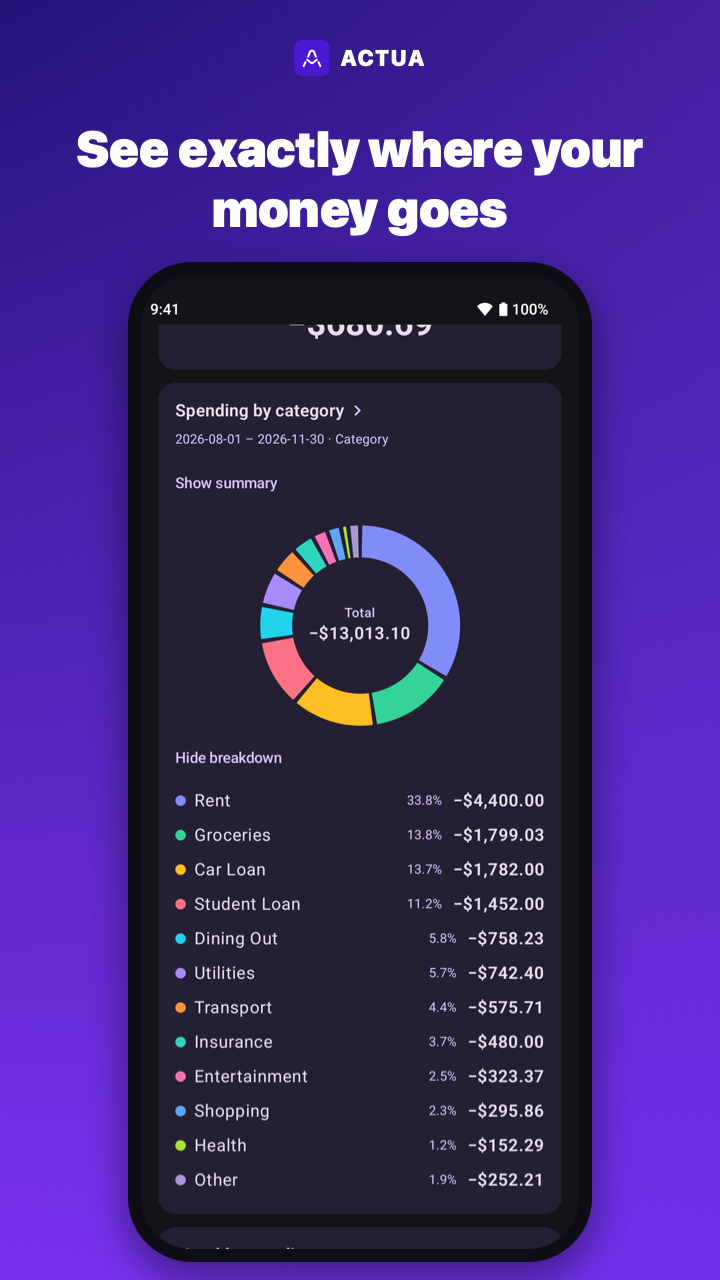 ACTUA
See exactly where your
money goes
9:41 100%
−$680.69
Spending by category
2026-08-01 – 2026-11-30 · Category
Show summary
Total
−$13,013.10
Hide breakdown
Rent 33.8% −$4,400.00
Groceries 13.8% −$1,799.03
Car Loan 13.7% −$1,782.00
Student Loan 11.2% −$1,452.00
Dining Out 5.8% −$758.23
Utilities 5.7% −$742.40
Transport 4.4% −$575.71
Insurance 3.7% −$480.00
Entertainment 2.5% −$323.37
Shopping 2.3% −$295.86
Health 1.2% −$152.29
Other 1.9% −$252.21